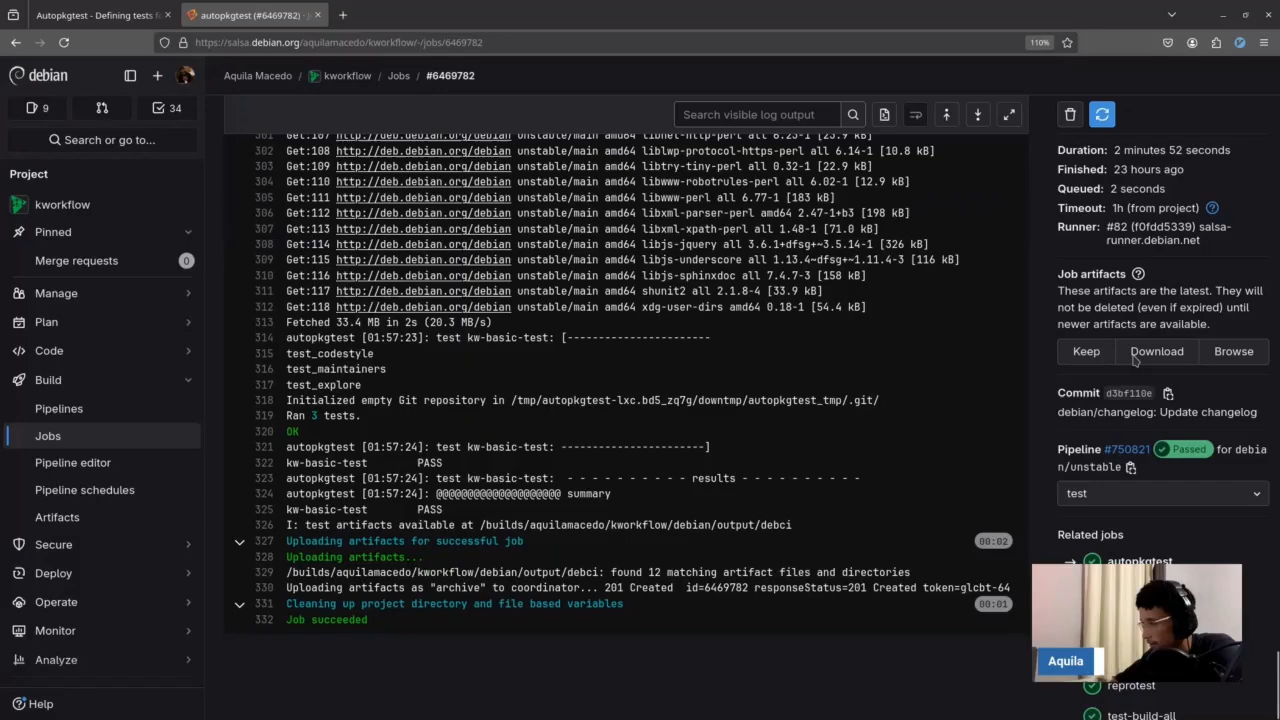 Autopkgtest - Defining tests f
autopkgtest (#6469782) ·
https://salsa.debian.org/aquilamacedo/kworkflow/-/jobs/6469782
110%
debian
9
34
Search or go to...
Project
kworkflow
Pinned
Merge requests
0
Manage
Plan
Code
Build
Pipelines
Jobs
Pipeline editor
Pipeline schedules
Artifacts
Secure
Deploy
Operate
Monitor
Analyze
Help
Aquila Macedo / kworkflow / Jobs / #6469782
Search visible log output
301 Get:107 http://deb.debian.org/debian unstable/main amd64 libnet-http-perl all 6.23-1 [23.9 kB]
302 Get:108 http://deb.debian.org/debian unstable/main amd64 liblwp-protocol-https-perl all 6.14-1 [10.8 kB]
303 Get:109 http://deb.debian.org/debian unstable/main amd64 libtry-tiny-perl all 0.32-1 [22.9 kB]
304 Get:110 http://deb.debian.org/debian unstable/main amd64 libwww-robotrules-perl all 6.02-1 [12.9 kB]
305 Get:111 http://deb.debian.org/debian unstable/main amd64 libwww-perl all 6.77-1 [183 kB]
306 Get:112 http://deb.debian.org/debian unstable/main amd64 libxml-parser-perl amd64 2.47-1+b3 [198 kB]
307 Get:113 http://deb.debian.org/debian unstable/main amd64 libxml-xpath-perl all 1.48-1 [71.0 kB]
308 Get:114 http://deb.debian.org/debian unstable/main amd64 libjs-jquery all 3.6.1+dfsg+~3.5.14-1 [326 kB]
309 Get:115 http://deb.debian.org/debian unstable/main amd64 libjs-underscore all 1.13.4~dfsg+~1.11.4-3 [116 kB]
310 Get:116 http://deb.debian.org/debian unstable/main amd64 libjs-sphinxdoc all 7.4.7-3 [158 kB]
311 Get:117 http://deb.debian.org/debian unstable/main amd64 shunit2 all 2.1.8-4 [33.9 kB]
312 Get:118 http://deb.debian.org/debian unstable/main amd64 xdg-user-dirs amd64 0.18-1 [54.4 kB]
313 Fetched 33.4 MB in 2s (20.3 MB/s)
314 autopkgtest [01:57:23]: test kw-basic-test: [-----------------------
315 test_codestyle
316 test_maintainers
317 test_explore
318 Initialized empty Git repository in /tmp/autopkgtest-lxc.bd5_zq7g/downtmp/autopkgtest_tmp/.git/
319 Ran 3 tests.
320 OK
321 autopkgtest [01:57:24]: test kw-basic-test: -----------------------]
322 kw-basic-test PASS
323 autopkgtest [01:57:24]: test kw-basic-test: - - - - - - - - - - results - - - - - - - - - -
324 autopkgtest [01:57:24]: @@@@@@@@@@@@@@@@@@@@ summary
325 kw-basic-test PASS
326 I: test artifacts available at /builds/aquilamacedo/kworkflow/debian/output/debci
327 Uploading artifacts for successful job 00:02
328 Uploading artifacts...
329 /builds/aquilamacedo/kworkflow/debian/output/debci: found 12 matching artifact files and directories
330 Uploading artifacts as "archive" to coordinator... 201 Created id=6469782 responseStatus=201 Created token=glcbt-64
331 Cleaning up project directory and file based variables 00:01
332 Job succeeded
Duration: 2 minutes 52 seconds
Finished: 23 hours ago
Queued: 2 seconds
Timeout: 1h (from project)
Runner: #82 (f0fdd5339) salsa-
runner.debian.net
Job artifacts
These artifacts are the latest. They will
not be deleted (even if expired) until
newer artifacts are available.
Keep Download Browse
Commit d3bf110e
debian/changelog: Update changelog
Pipeline #750821 Passed for debia
n/unstable
test
Related jobs
autopkgtest
Aquila
reprotest
test-build-all